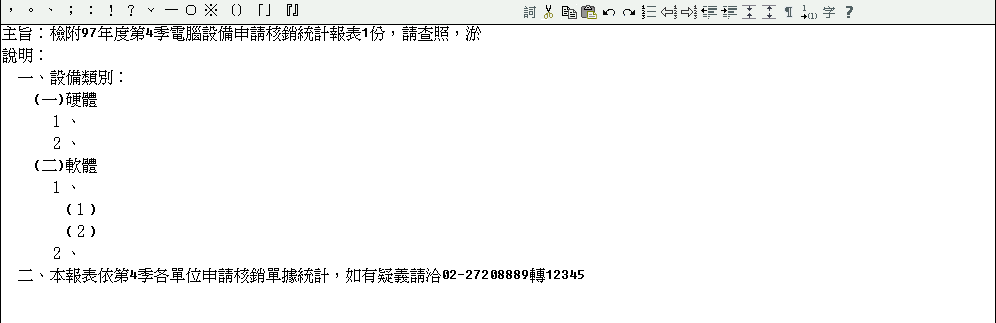 ，。、；：！？ˇ—○※（）「」『』 詞 ¶ (1) 字 ?
主旨：檢附97年度第4季電腦設備申請核銷統計報表1份，請查照，淤
說明：
一、設備類別：
(一)硬體
１、
２、
(二)軟體
１、
(１)
(２)
２、
二、本報表依第4季各單位申請核銷單據統計，如有疑義請洽02-27208889轉12345